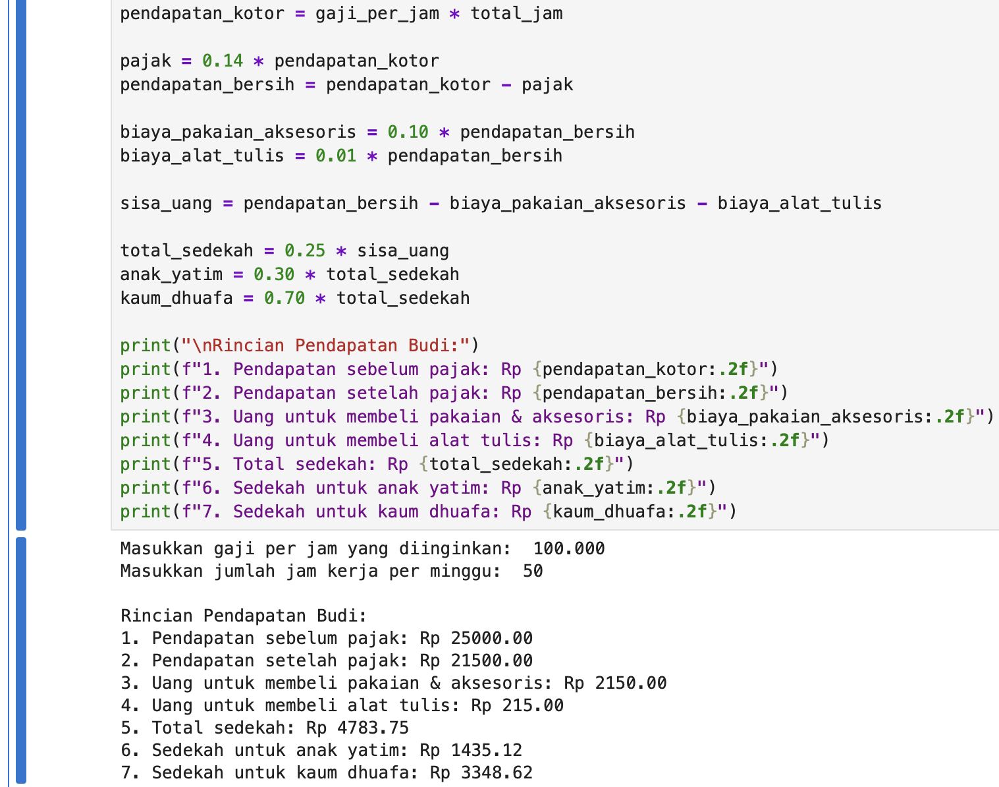 pendapatan_kotor = gaji_per_jam * total_jam
pajak = 0.14 * pendapatan_kotor
pendapatan_bersih = pendapatan_kotor - pajak
biaya_pakaian_aksesoris = 0.10 * pendapatan_bersih
biaya_alat_tulis = 0.01 * pendapatan_bersih
sisa_uang = pendapatan_bersih - biaya_pakaian_aksesoris - biaya_alat_tulis
total_sedekah = 0.25 * sisa_uang
anak_yatim = 0.30 * total_sedekah
kaum_dhuafa = 0.70 * total_sedekah
print("\nRincian Pendapatan Budi:")
print(f"1. Pendapatan sebelum pajak: Rp {pendapatan_kotor:.2f}")
print(f"2. Pendapatan setelah pajak: Rp {pendapatan_bersih:.2f}")
print(f"3. Uang untuk membeli pakaian & aksesoris: Rp {biaya_pakaian_aksesoris:.2f}")
print(f"4. Uang untuk membeli alat tulis: Rp {biaya_alat_tulis:.2f}")
print(f"5. Total sedekah: Rp {total_sedekah:.2f}")
print(f"6. Sedekah untuk anak yatim: Rp {anak_yatim:.2f}")
print(f"7. Sedekah untuk kaum dhuafa: Rp {kaum_dhuafa:.2f}")
Masukkan gaji per jam yang diinginkan:  100.000
Masukkan jumlah jam kerja per minggu:  50
Rincian Pendapatan Budi:
1. Pendapatan sebelum pajak: Rp 25000.00
2. Pendapatan setelah pajak: Rp 21500.00
3. Uang untuk membeli pakaian & aksesoris: Rp 2150.00
4. Uang untuk membeli alat tulis: Rp 215.00
5. Total sedekah: Rp 4783.75
6. Sedekah untuk anak yatim: Rp 1435.12
7. Sedekah untuk kaum dhuafa: Rp 3348.62